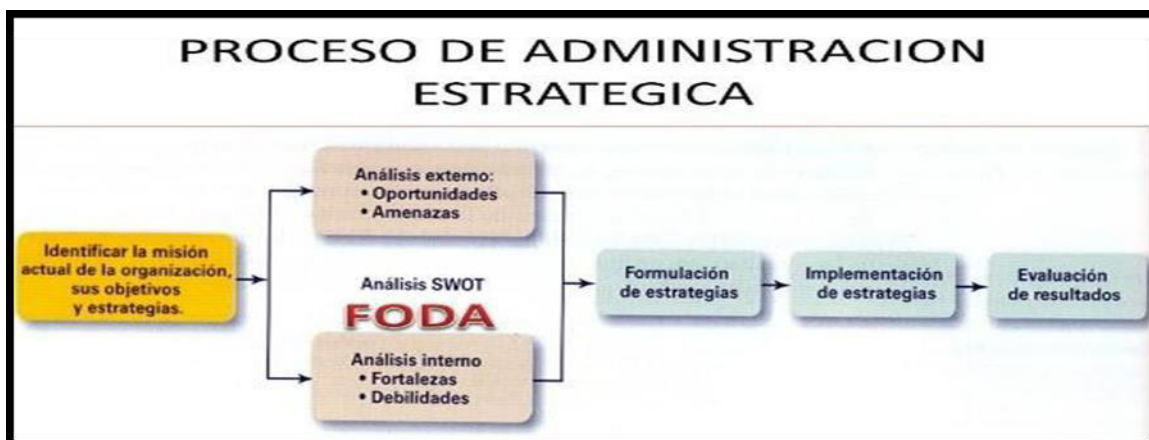 PROCESO DE ADMINISTRACION
ESTRATEGICA
Identificar la misión
actual de la organización,
sus objetivos
y estrategias.
Análisis externo:
• Oportunidades
• Amenazas
Análisis SWOT
FODA
Análisis interno
• Fortalezas
• Debilidades
Formulación
de estrategias
Implementación
de estrategias
Evaluación
de resultados